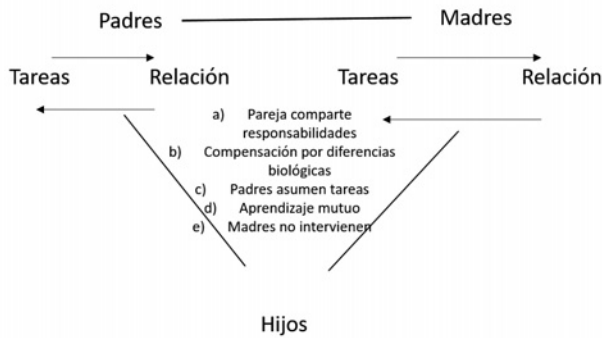 Padres Madres
Tareas Relación Tareas Relación
a) Pareja comparte
responsabilidades
b) Compensación por diferencias
biológicas
c) Padres asumen tareas
d) Aprendizaje mutuo
e) Madres no intervienen
Hijos